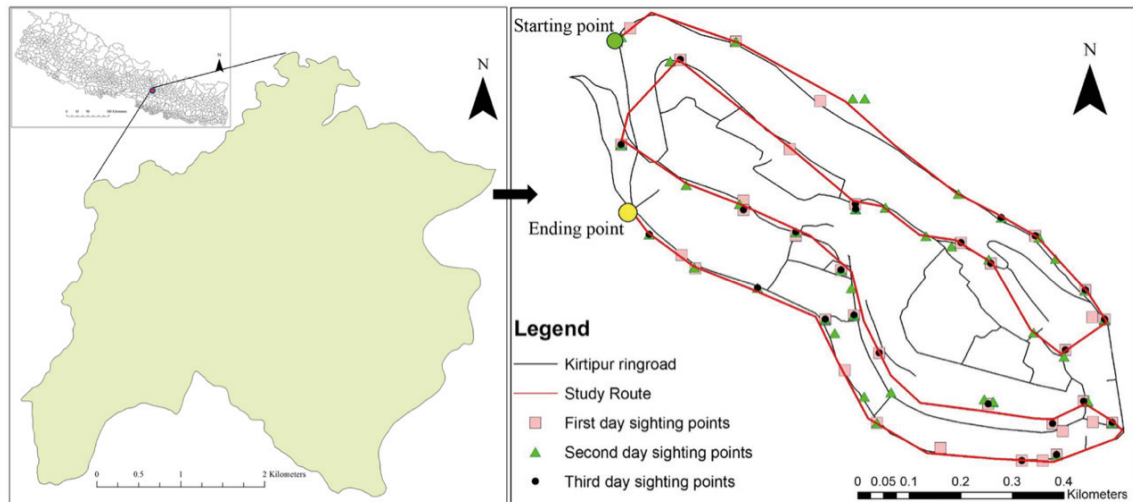 N
N
0 0.5 1 2 Kilometers
Starting point
N
Ending point
Legend
Kirtipur ringroad
Study Route
First day sighting points
Second day sighting points
Third day sighting points
0 0.05 0.1 0.2 0.3 0.4
Kilometers